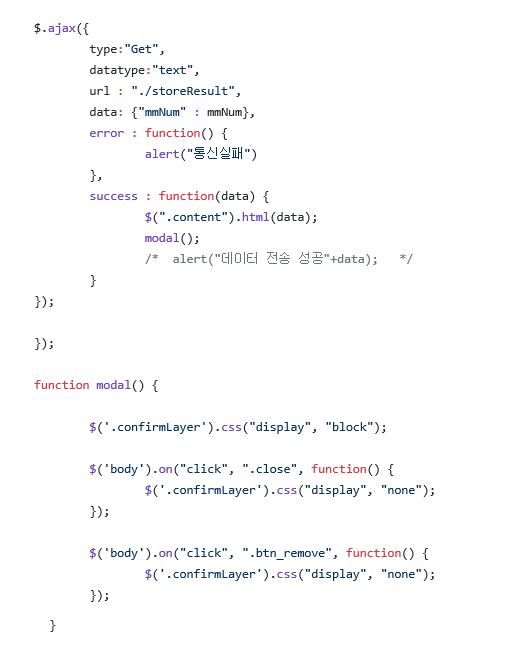 $.ajax({
type:"Get",
datatype:"text",
url : "./storeResult",
data: {"mmNum" : mmNum},
error : function() {
alert("통신실패")
},
success : function(data) {
$(".content").html(data);
modal();
/*  alert("데이터 전송 성공"+data);   */
}
});
});
function modal() {
$('.confirmLayer').css("display", "block");
$('body').on("click", ".close", function() {
$('.confirmLayer').css("display", "none");
});
$('body').on("click", ".btn_remove", function() {
$('.confirmLayer').css("display", "none");
});
}